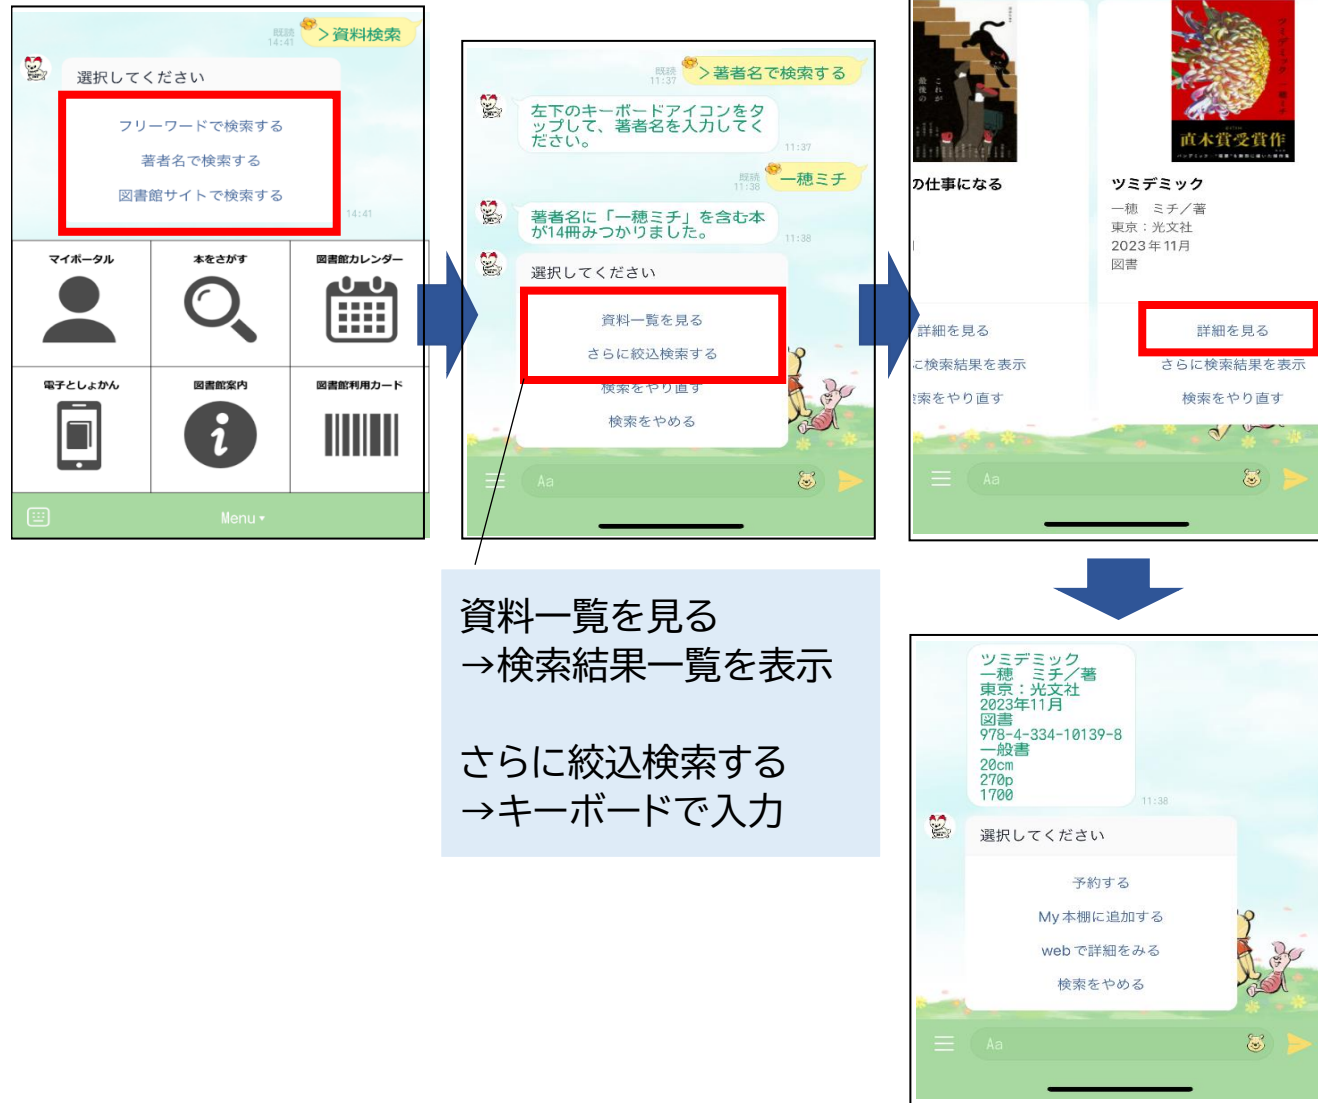 既読
14:41
＞資料検索
選択してください
フリーワードで検索する
著者名で検索する
図書館サイトで検索する
14:41
マイポータル
本をさがす
図書館カレンダー
電子としょかん
図書館案内
図書館利用カード
Menu▾
既読
11:37
＞著者名で検索する
左下のキーボードアイコンをタ
ップして、著者名を入力してく
ださい。
11:37
既読
11:38
一穂ミチ
著者名に「一穂ミチ」を含む本
が14冊みつかりました。
11:38
選択してください
資料一覧を見る
さらに絞込検索する
検索をやり直す
検索をやめる
Aa
これが
最後の
の仕事になる
詳細を見る
に検索結果を表示
索をやり直す
ツミデミック 一穂ミチ
直木賞受賞作
ツミデミック
一穂　ミチ／著
東京：光文社
2023年11月
図書
詳細を見る
さらに検索結果を表示
検索をやり直す
Aa
資料一覧を見る
→検索結果一覧を表示
さらに絞込検索する
→キーボードで入力
ツミデミック
一穂　ミチ／著
東京：光文社
2023年11月
図書
978-4-334-10139-8
一般書
20cm
270p
1700
11:38
選択してください
予約する
My本棚に追加する
webで詳細をみる
検索をやめる
Aa